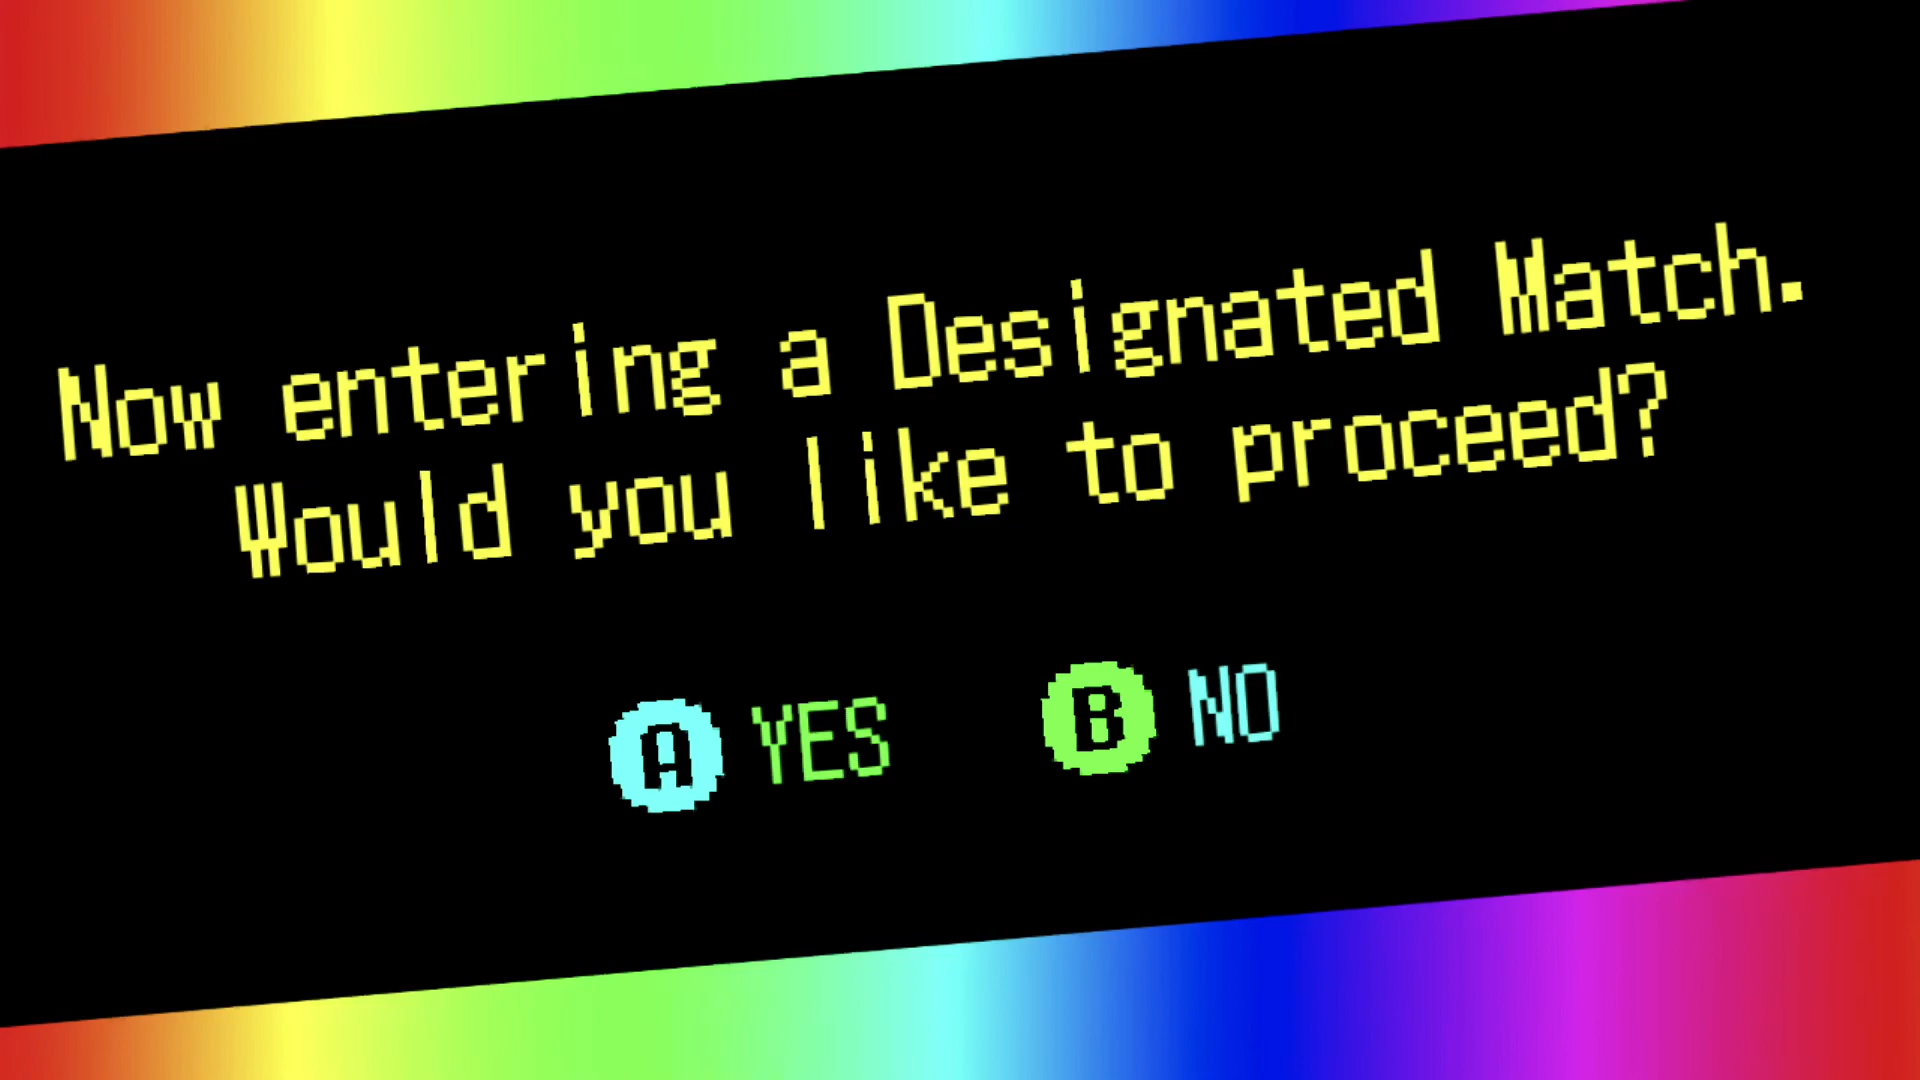 Now entering a Designated Match.
Would you like to proceed?
A YES B NO